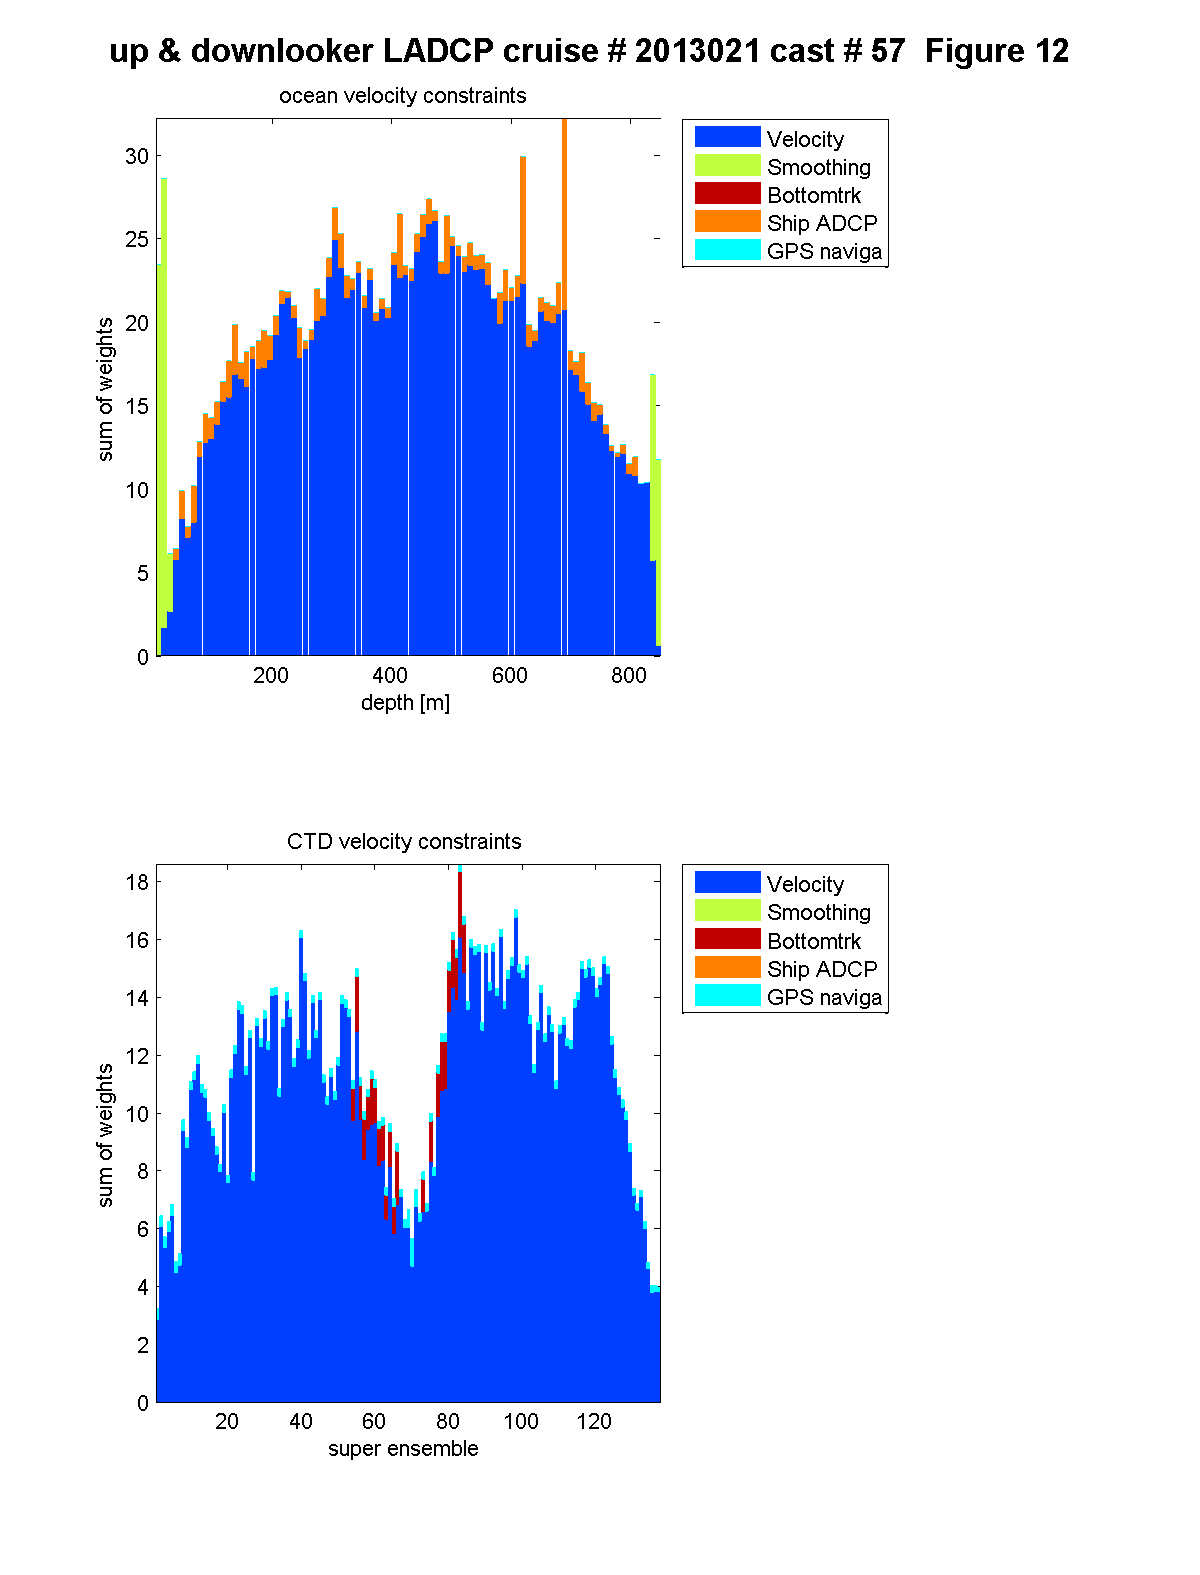 up & downlooker LADCP cruise # 2013021 cast # 57 Figure 12
ocean velocity constraints
30
25
20
15
10
5
0
sum of weights
200 400 600 800
depth [m]
Velocity
Smoothing
Bottomtrk
Ship ADCP
GPS naviga
CTD velocity constraints
18
16
14
12
10
8
6
4
2
0
sum of weights
20 40 60 80 100 120
super ensemble
Velocity
Smoothing
Bottomtrk
Ship ADCP
GPS naviga